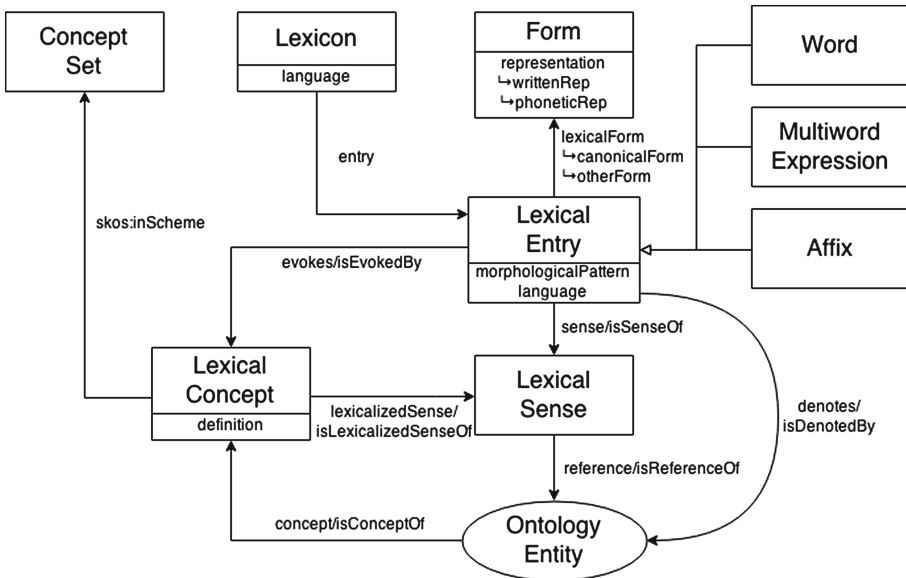 Concept
Set
Lexicon
language
Form
representation
↳writtenRep
↳phoneticRep
Word
Multiword
Expression
Affix
lexicalForm
↳canonicalForm
↳otherForm
entry
skos:inScheme
Lexical
Entry
morphologicalPattern
language
evokes/isEvokedBy
sense/isSenseOf
Lexical
Concept
definition
lexicalizedSense/
isLexicalizedSenseOf
Lexical
Sense
denotes/
isDenotedBy
reference/isReferenceOf
concept/isConceptOf
Ontology
Entity